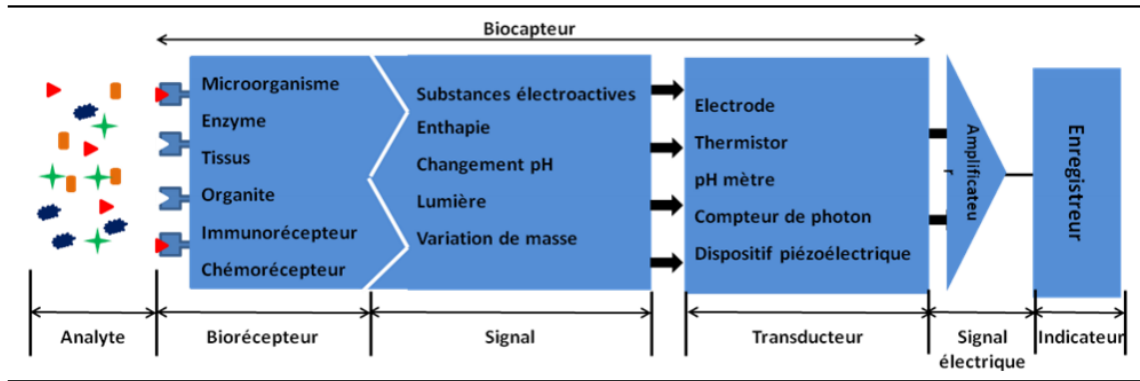 Biocapteur
Microorganisme
Enzyme
Tissus
Organite
Immunorécepteur
Chémorécepteur
Substances électroactives
Enthapie
Changement pH
Lumière
Variation de masse
Electrode
Thermistor
pH mètre
Compteur de photon
Dispositif piézoélectrique
Amplificateu
Enregistreur
Analyte
Biorécepteur
Signal
Transducteur
Signal
électrique
Indicateur